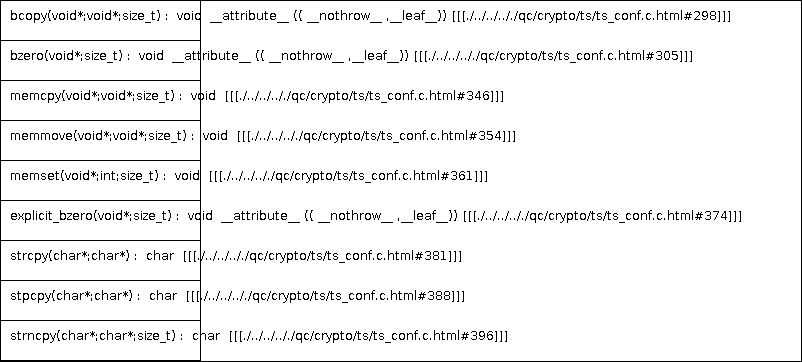 bcopy(void*;void*;size_t) : void __attribute__ (( __nothrow__ ,__leaf__)) [[[./../../.././qc/crypto/ts/ts_conf.c.html#298]]]
bzero(void*;size_t) : void __attribute__ (( __nothrow__ ,__leaf__)) [[[./../../.././qc/crypto/ts/ts_conf.c.html#305]]]
memcpy(void*;void*;size_t) : void [[[./../../.././qc/crypto/ts/ts_conf.c.html#346]]]
memmove(void*;void*;size_t) : void [[[./../../.././qc/crypto/ts/ts_conf.c.html#354]]]
memset(void*;int;size_t) : void [[[./../../.././qc/crypto/ts/ts_conf.c.html#361]]]
explicit_bzero(void*;size_t) : void __attribute__ (( __nothrow__ ,__leaf__)) [[[./../../.././qc/crypto/ts/ts_conf.c.html#374]]]
strcpy(char*;char*) : char [[[./../../.././qc/crypto/ts/ts_conf.c.html#381]]]
stpcpy(char*;char*) : char [[[./../../.././qc/crypto/ts/ts_conf.c.html#388]]]
strncpy(char*;char*;size_t) : char [[[./../../.././qc/crypto/ts/ts_conf.c.html#396]]]